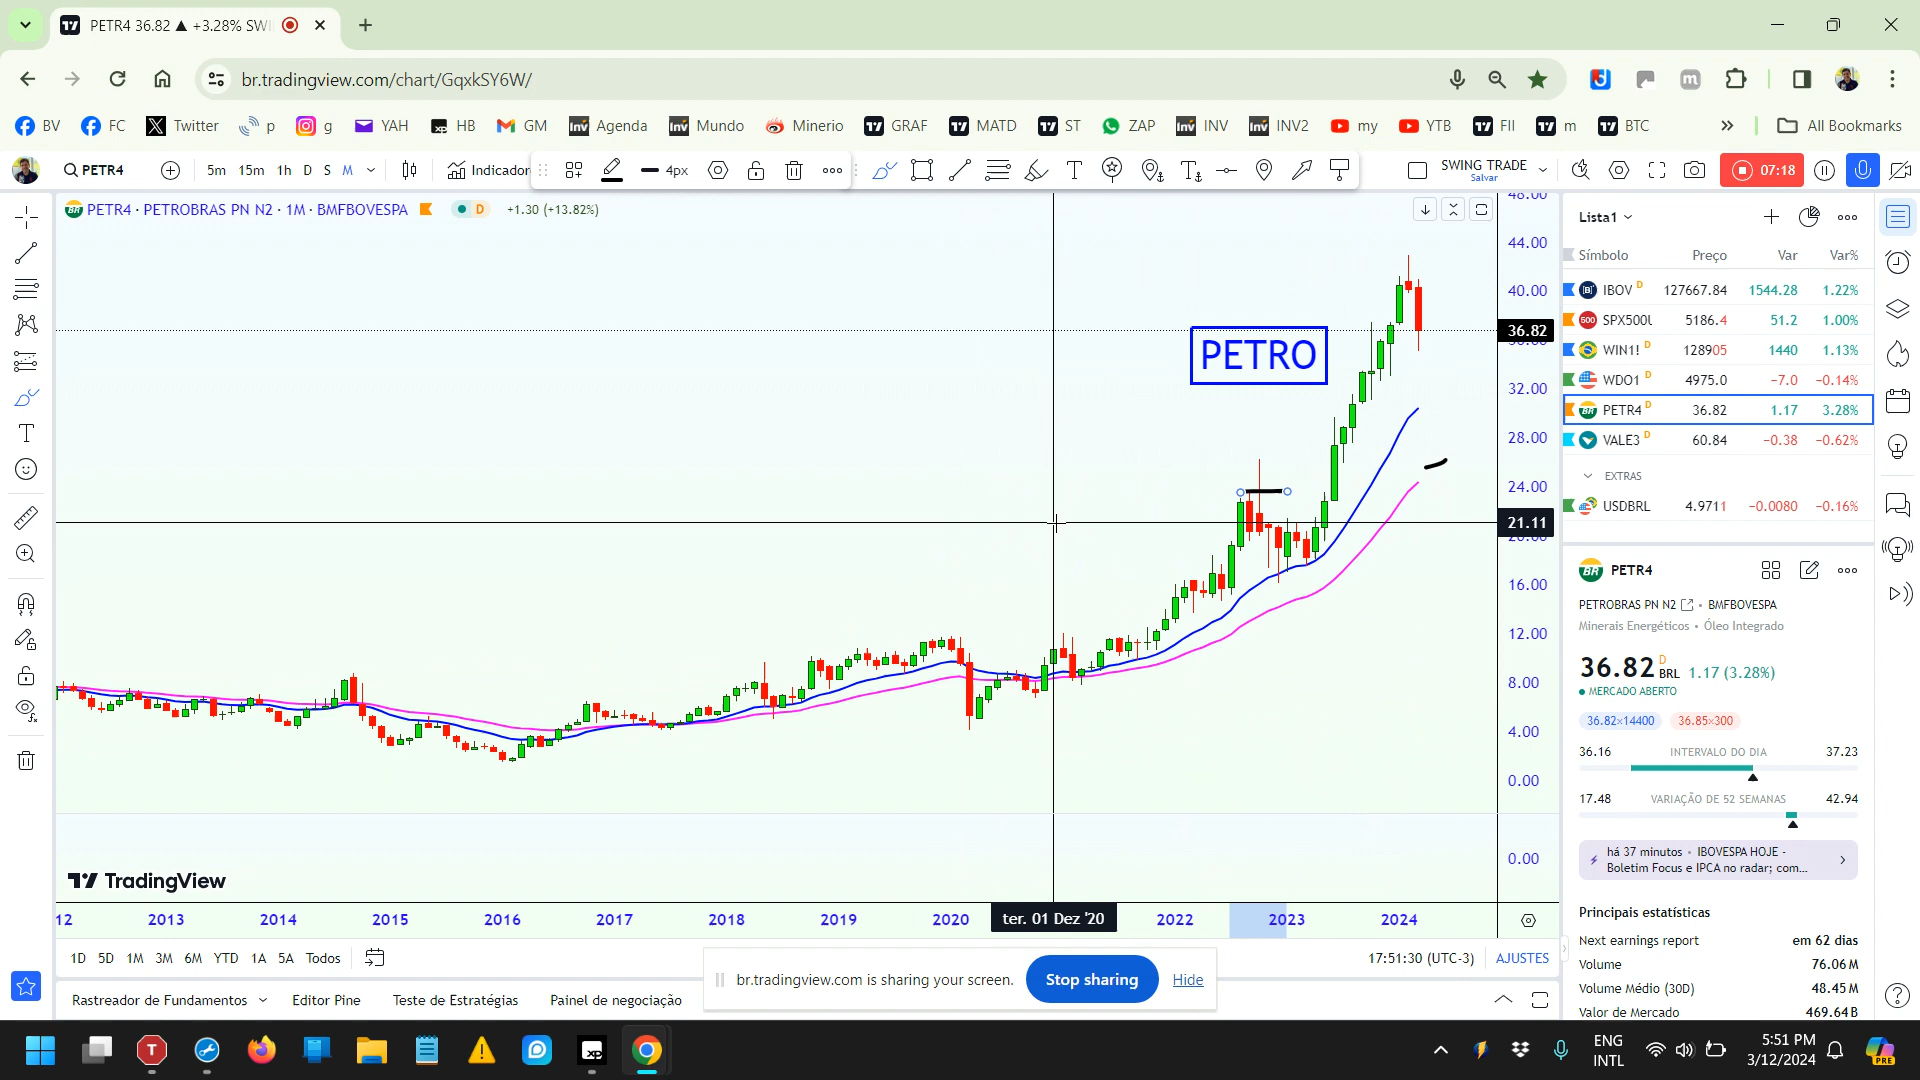 PETR4 36.82 ▲ +3.28% SWI
br.tradingview.com/chart/GqxkSY6W/
BV FC Twitter p g YAH HB GM Agenda Mundo Minerio GRAF MATD ST ZAP INV INV2 my YTB FII m BTC » All Bookmarks
PETR4 5m 15m 1h D S M Indicador 4px SWING TRADE
Salvar
07:18
PETR4 · PETROBRAS PN N2 · 1M · BMFBOVESPA D +1.30 (+13.82%)
48.00
44.00
40.00
36.82
36.00
32.00
28.00
24.00
21.11
20.00
16.00
12.00
8.00
4.00
0.00
0.00
PETRO
TradingView
12 2013 2014 2015 2016 2017 2018 2019 2020 ter. 01 Dez '20 2022 2023 2024
1D 5D 1M 3M 6M YTD 1A 5A Todos
17:51:30 (UTC-3) AJUSTES
br.tradingview.com is sharing your screen. Stop sharing Hide
Rastreador de Fundamentos Editor Pine Teste de Estratégias Painel de negociação
Lista1
Símbolo Preço Var Var%
IBOV D 127667.84 1544.28 1.22%
SPX500U 5186.4 51.2 1.00%
WIN1! D 128905 1440 1.13%
WDO1 D 4975.0 −7.0 −0.14%
PETR4 D 36.82 1.17 3.28%
VALE3 D 60.84 −0.38 −0.62%
EXTRAS
USDBRL 4.9711 −0.0080 −0.16%
PETR4
PETROBRAS PN N2 • BMFBOVESPA
Minerais Energéticos • Óleo Integrado
36.82 D BRL 1.17 (3.28%)
MERCADO ABERTO
36.82×14400 36.85×300
36.16 INTERVALO DO DIA 37.23
17.48 VARIAÇÃO DE 52 SEMANAS 42.94
há 37 minutos • IBOVESPA HOJE -
Boletim Focus e IPCA no radar; com...
Principais estatísticas
Next earnings report em 62 dias
Volume 76.06 M
Volume Médio (30D) 48.45 M
Valor de Mercado 469.64 B
ENG
INTL
5:51 PM
3/12/2024